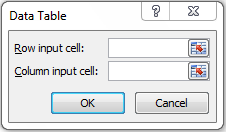 Data Table
Row input cell:
Column input cell:
OK Cancel